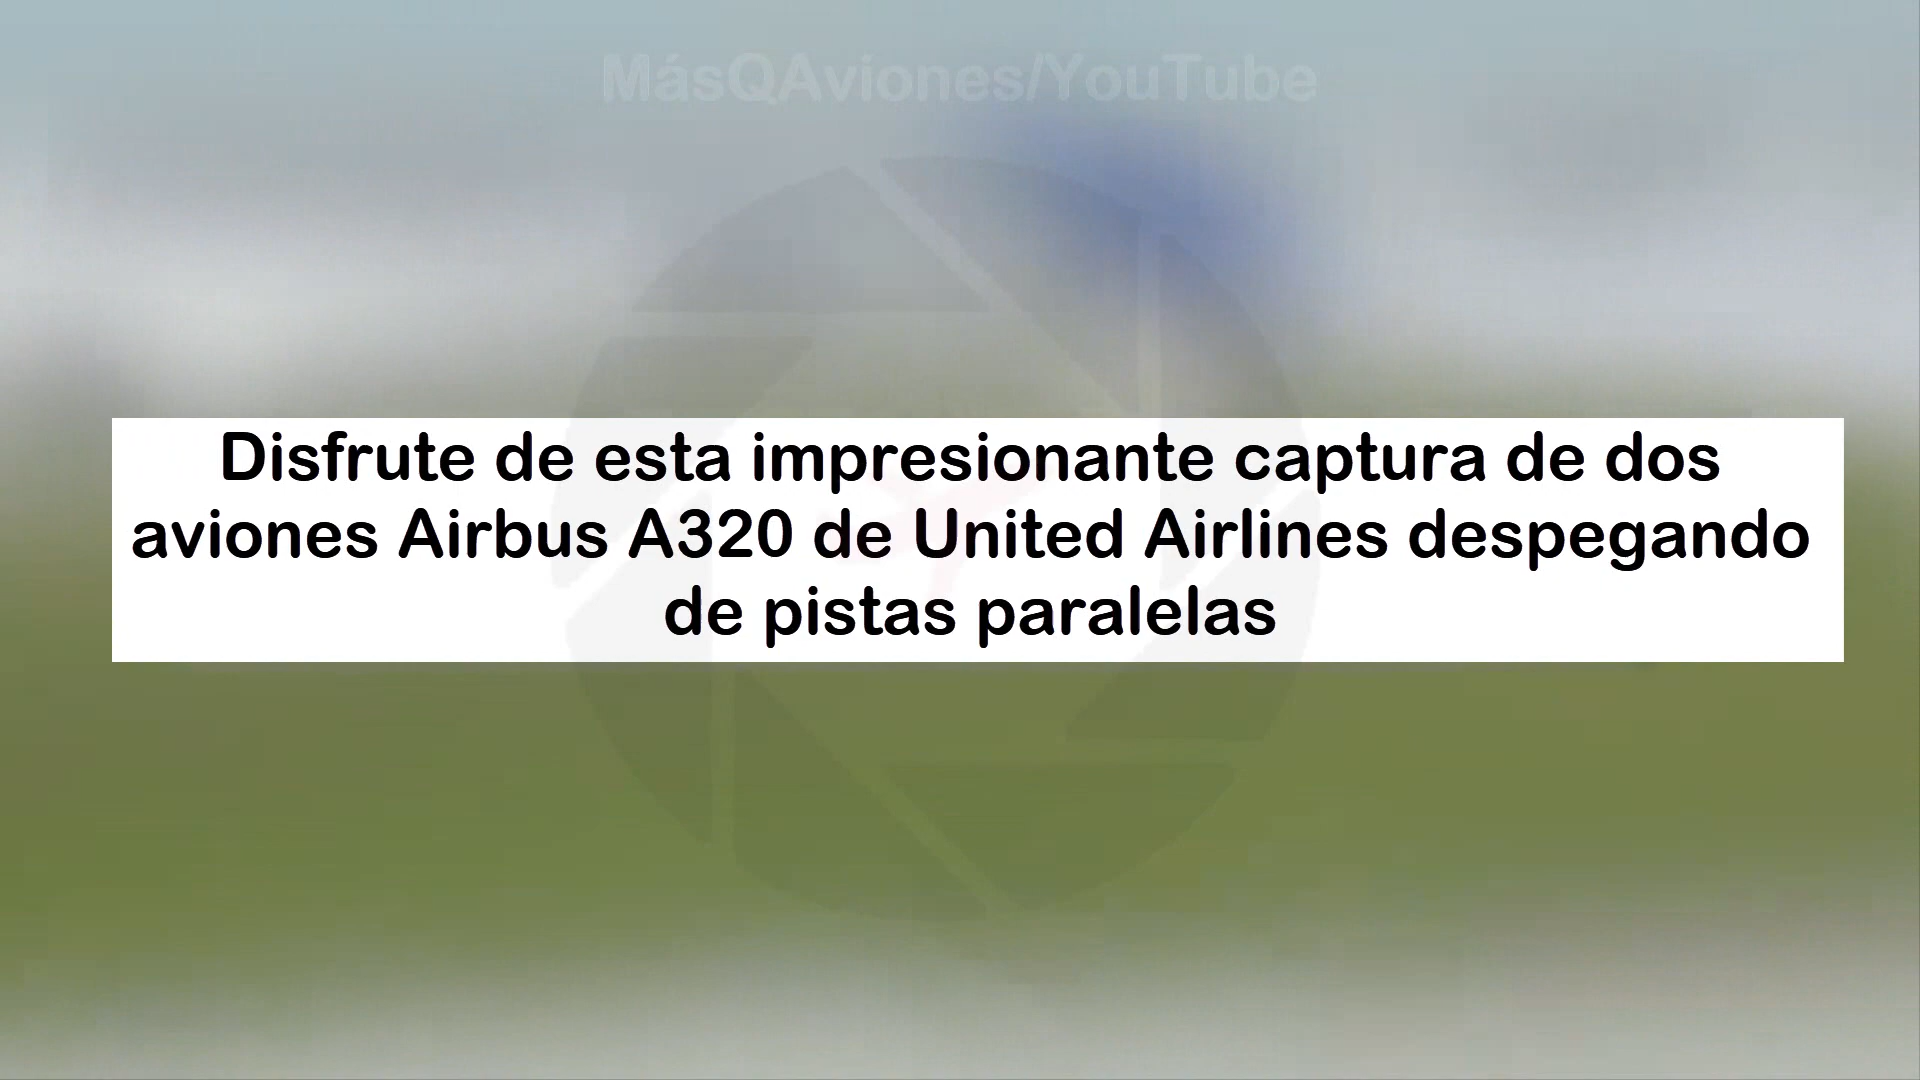 MásQAviones/YouTube
Disfrute de esta impresionante captura de dos
aviones Airbus A320 de United Airlines despegando
de pistas paralelas